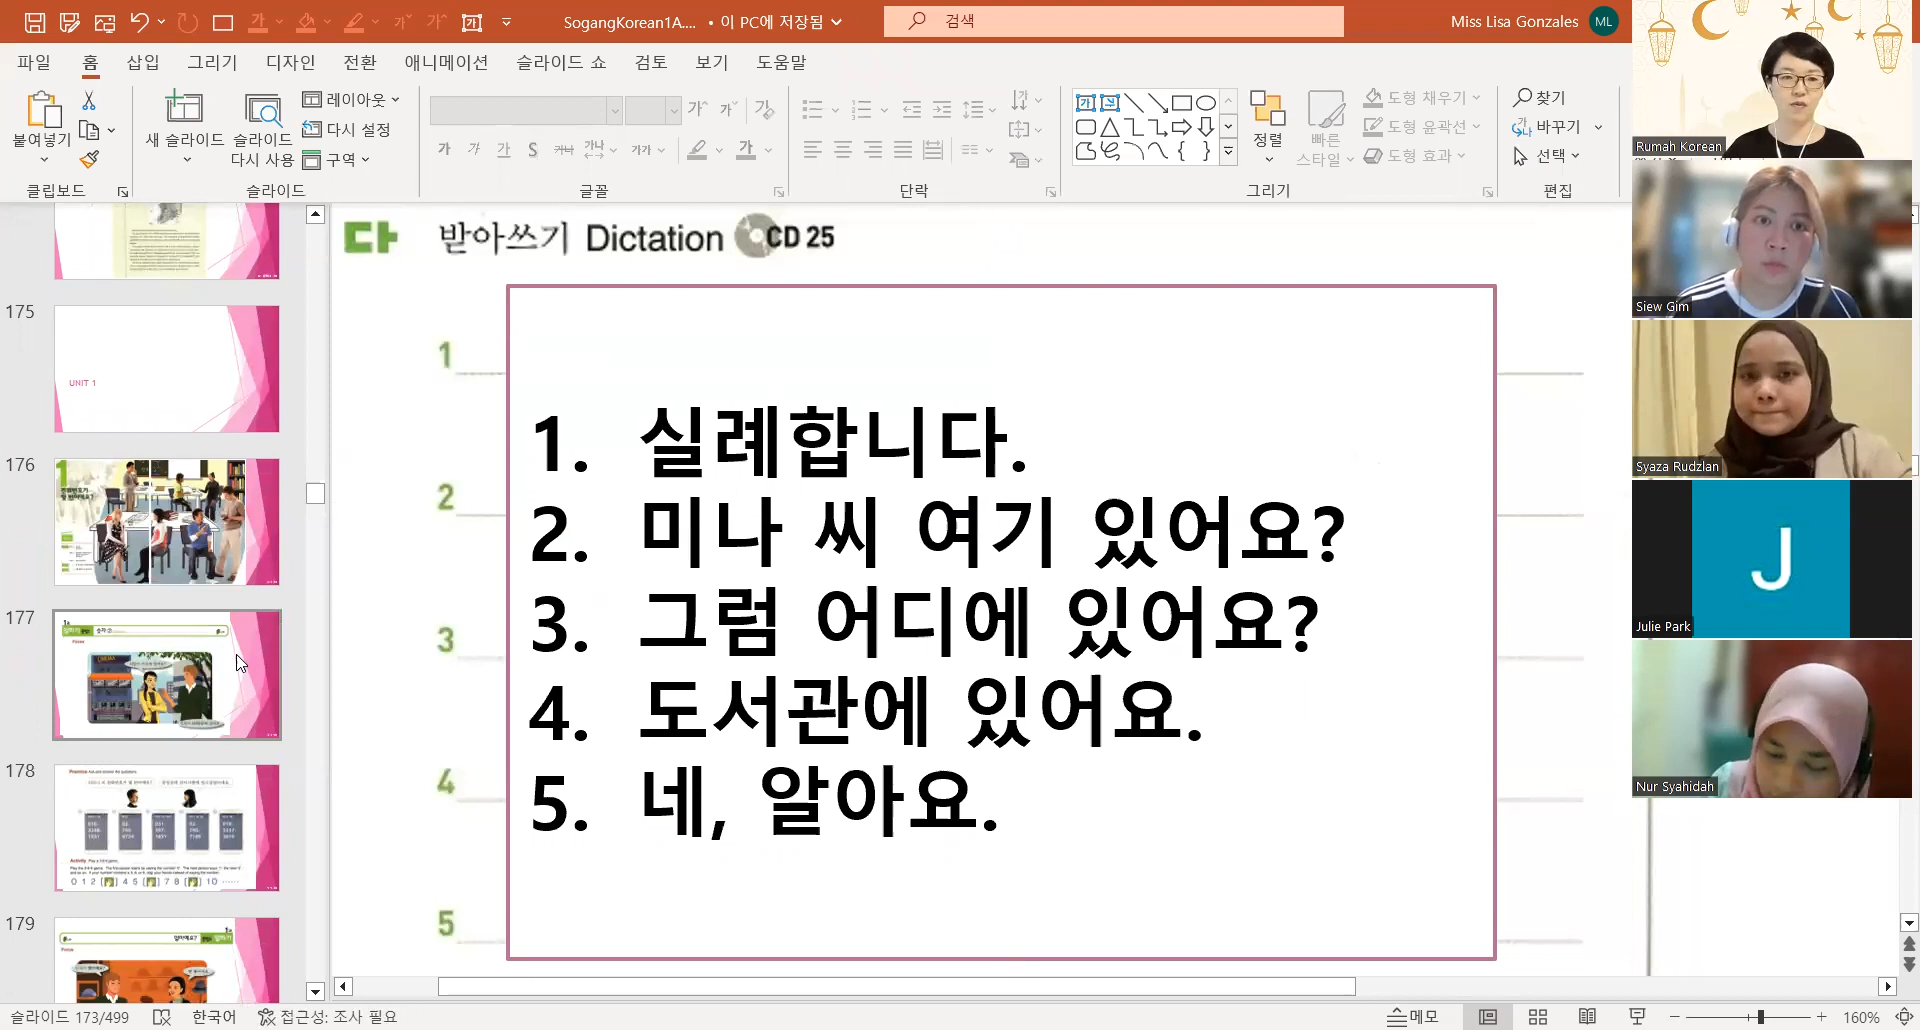 SogangKorean1A.... • 이 PC에 저장됨
검색
Miss Lisa Gonzales ML
파일 홈 삽입 그리기 디자인 전환 애니메이션 슬라이드 쇼 검토 보기 도움말
붙여넣기
새 슬라이드
슬라이드 다시 사용
레이아웃
다시 설정
구역
도형 채우기
도형 윤곽선
도형 효과
정렬
빠른 스타일
찾기
바꾸기
선택
클립보드 슬라이드 글꼴 단락 그리기 편집
175
UNIT 1
176
177
178
179
다 받아쓰기 Dictation CD 25
1
2
3
4
5
1. 실례합니다.
2. 미나 씨 여기 있어요?
3. 그럼 어디에 있어요?
4. 도서관에 있어요.
5. 네, 알아요.
Rumah Korean
Siew Gim
Syaza Rudzlan
J
Julie Park
Nur Syahidah
슬라이드 173/499 한국어 접근성: 조사 필요 메모 160%